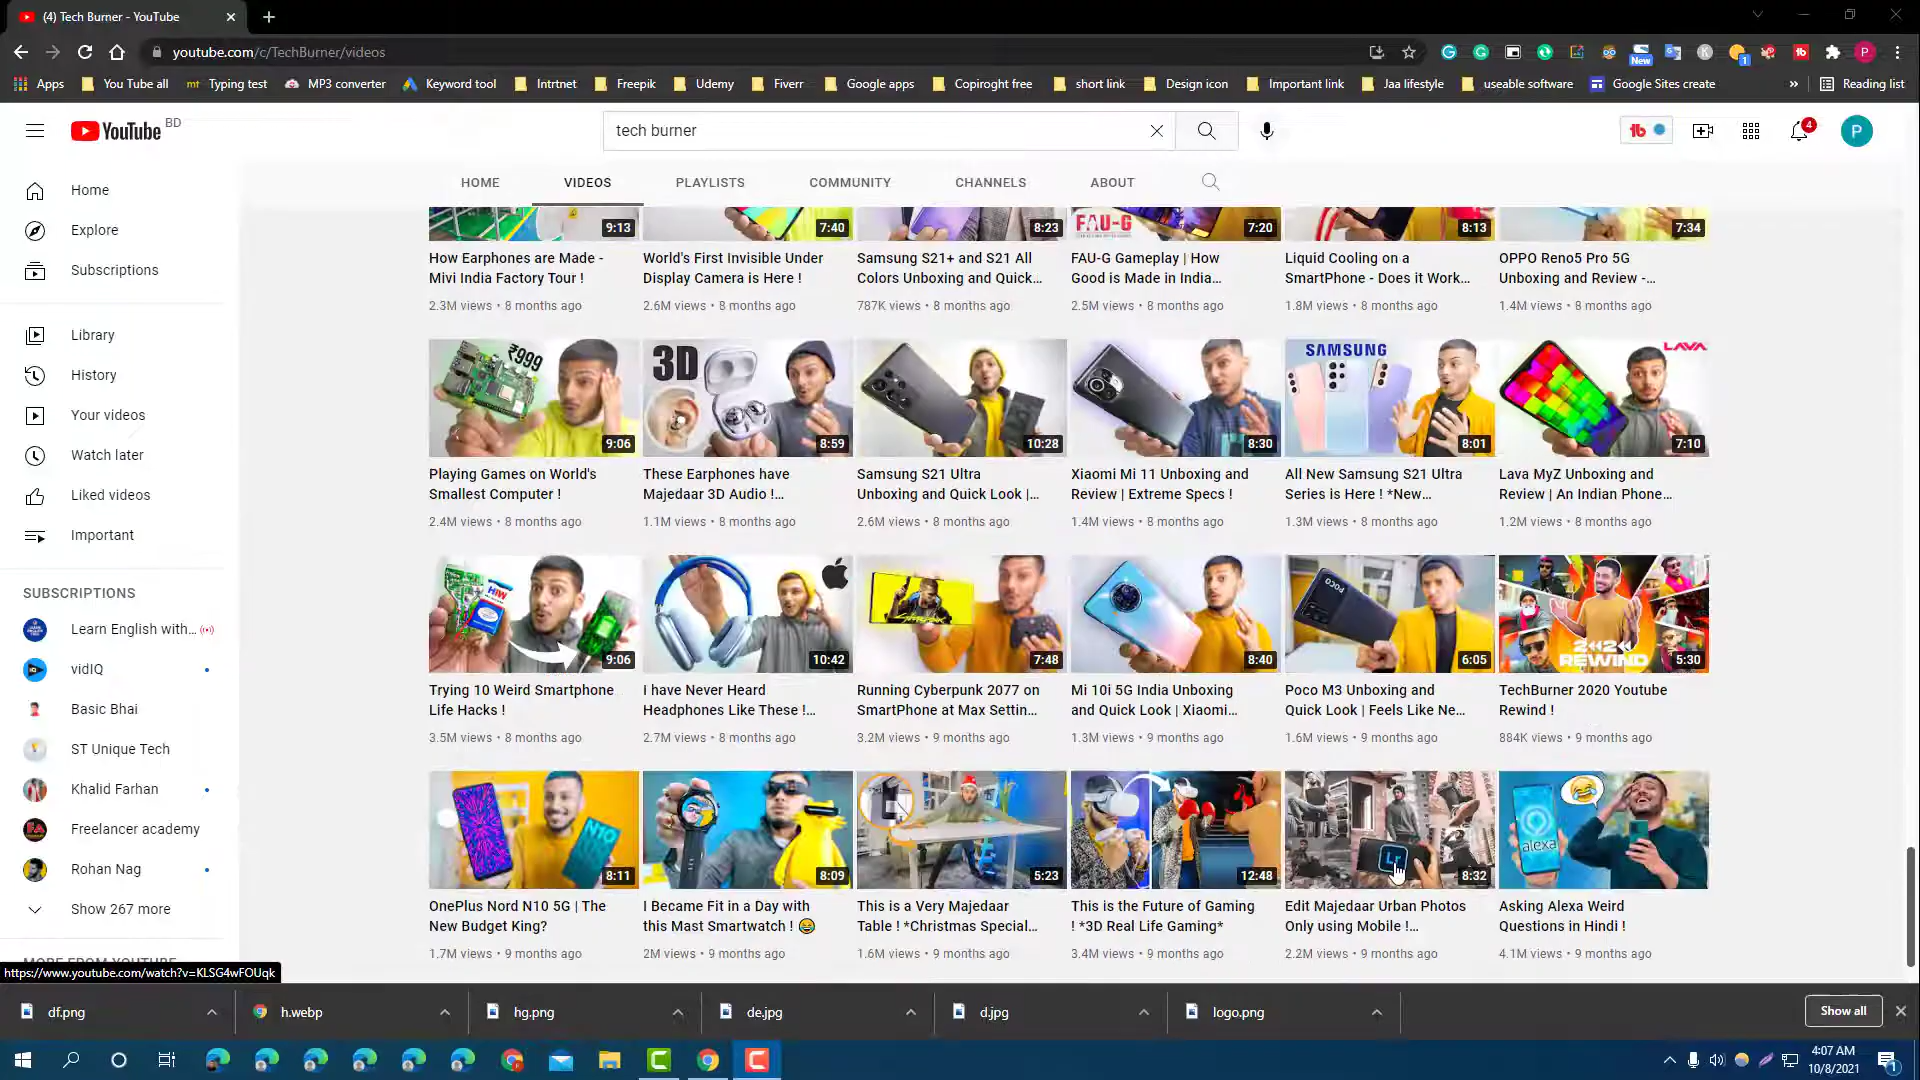 (4) Tech Burner - YouTube
youtube.com/c/TechBurner/videos
New
1
P
Apps
You Tube all
Typing test
MP3 converter
Keyword tool
Intrtnet
Freepik
Udemy
Fiverr
Google apps
Copiroght free
short link
Design icon
Important link
Jaa lifestyle
useable software
Google Sites create
Reading list
YouTube BD
tech burner
4
P
HOME
VIDEOS
PLAYLISTS
COMMUNITY
CHANNELS
ABOUT
Home
Explore
Subscriptions
Library
History
Your videos
Watch later
Liked videos
Important
SUBSCRIPTIONS
Learn English with...
vidIQ
Basic Bhai
ST Unique Tech
Khalid Farhan
Freelancer academy
Rohan Nag
Show 267 more
MORE FROM YOUTUBE
9:13
How Earphones are Made -
Mivi India Factory Tour !
2.3M views • 8 months ago
7:40
World's First Invisible Under
Display Camera is Here !
2.6M views • 8 months ago
8:23
Samsung S21+ and S21 All
Colors Unboxing and Quick...
787K views • 8 months ago
FAU-G
7:20
FAU-G Gameplay | How
Good is Made in India...
2.5M views • 8 months ago
8:13
Liquid Cooling on a
SmartPhone - Does it Work...
1.8M views • 8 months ago
7:34
OPPO Reno5 Pro 5G
Unboxing and Review -...
1.4M views • 8 months ago
₹999
9:06
Playing Games on World's
Smallest Computer !
2.4M views • 8 months ago
3D
8:59
These Earphones have
Majedaar 3D Audio !...
1.1M views • 8 months ago
10:28
Samsung S21 Ultra
Unboxing and Quick Look |...
2.6M views • 8 months ago
8:30
Xiaomi Mi 11 Unboxing and
Review | Extreme Specs !
1.4M views • 8 months ago
SAMSUNG
8:01
All New Samsung S21 Ultra
Series is Here ! *New...
1.3M views • 8 months ago
LAVA
7:10
Lava MyZ Unboxing and
Review | An Indian Phone...
1.2M views • 8 months ago
HIW
9:06
Trying 10 Weird Smartphone
Life Hacks !
3.5M views • 8 months ago
10:42
I have Never Heard
Headphones Like These !...
2.7M views • 8 months ago
7:48
Running Cyberpunk 2077 on
SmartPhone at Max Settin...
3.2M views • 9 months ago
8:40
Mi 10i 5G India Unboxing
and Quick Look | Xiaomi...
1.3M views • 9 months ago
POCO
6:05
Poco M3 Unboxing and
Quick Look | Feels Like Ne...
1.6M views • 9 months ago
REWIND
5:30
TechBurner 2020 Youtube
Rewind !
884K views • 9 months ago
N10
8:11
OnePlus Nord N10 5G | The
New Budget King?
1.7M views • 9 months ago
8:09
I Became Fit in a Day with
this Mast Smartwatch ! 😂
2M views • 9 months ago
5:23
This is a Very Majedaar
Table ! *Christmas Special...
1.6M views • 9 months ago
12:48
This is the Future of Gaming
! *3D Real Life Gaming*
3.4M views • 9 months ago
Lr
8:32
Edit Majedaar Urban Photos
Only using Mobile !...
2.2M views • 9 months ago
alexa
Asking Alexa Weird
Questions in Hindi !
4.1M views • 9 months ago
https://www.youtube.com/watch?v=KLSG4wFOUqk
df.png
h.webp
hg.png
de.jpg
d.jpg
logo.png
Show all
4:07 AM
10/8/2021
1